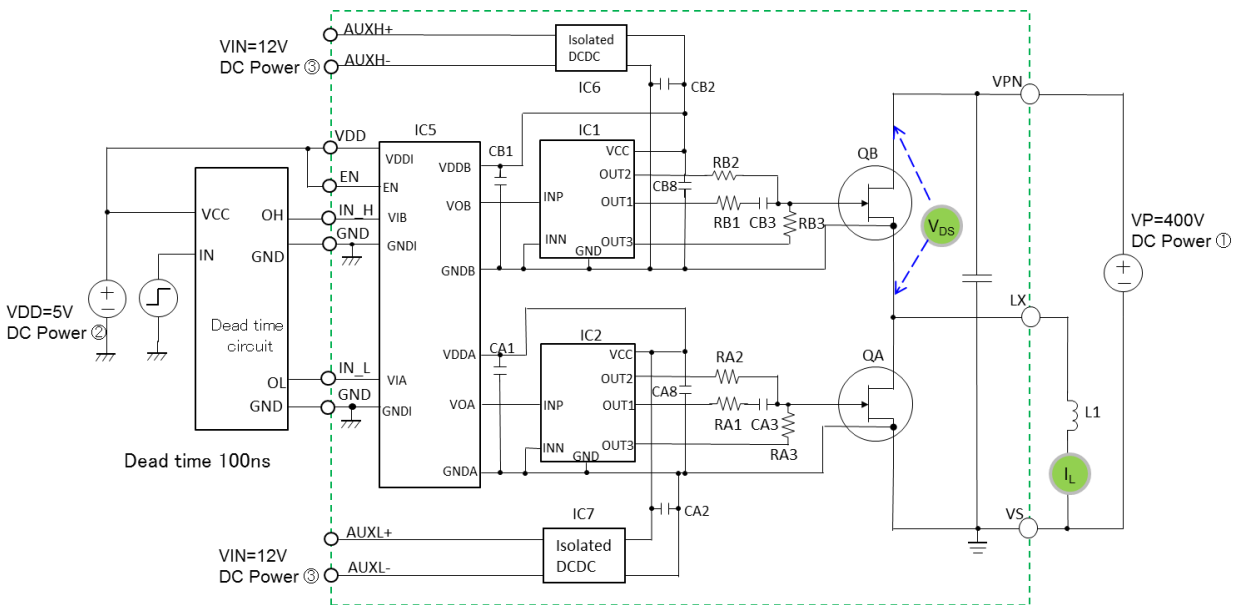 AUXH+
VIN=12V
DC Power ③
AUXH-
Isolated
DCDC
IC6
CB2
VPN
VDD
IC5
IC1
VDDI
VDDB
CB1
VCC
OUT2
RB2
QB
EN
EN
CB8
VCC
OH
IN_H
VIB
VOB
INP
OUT1
RB1
CB3
RB3
VDS
VP=400V
DC Power ①
GND
GND
GNDI
INN
OUT3
GND
IN
GNDB
VDD=5V
DC Power ②
Dead time
circuit
LX
VDDA
CA1
IC2
VCC
RA2
QA
OUT2
CA8
OL
IN_L
VIA
VOA
INP
OUT1
RA1
CA3
L1
GND
GND
GNDI
INN
OUT3
RA3
GND
GNDA
IL
Dead time 100ns
CA2
VS
AUXL+
IC7
VIN=12V
DC Power ③
AUXL-
Isolated
DCDC